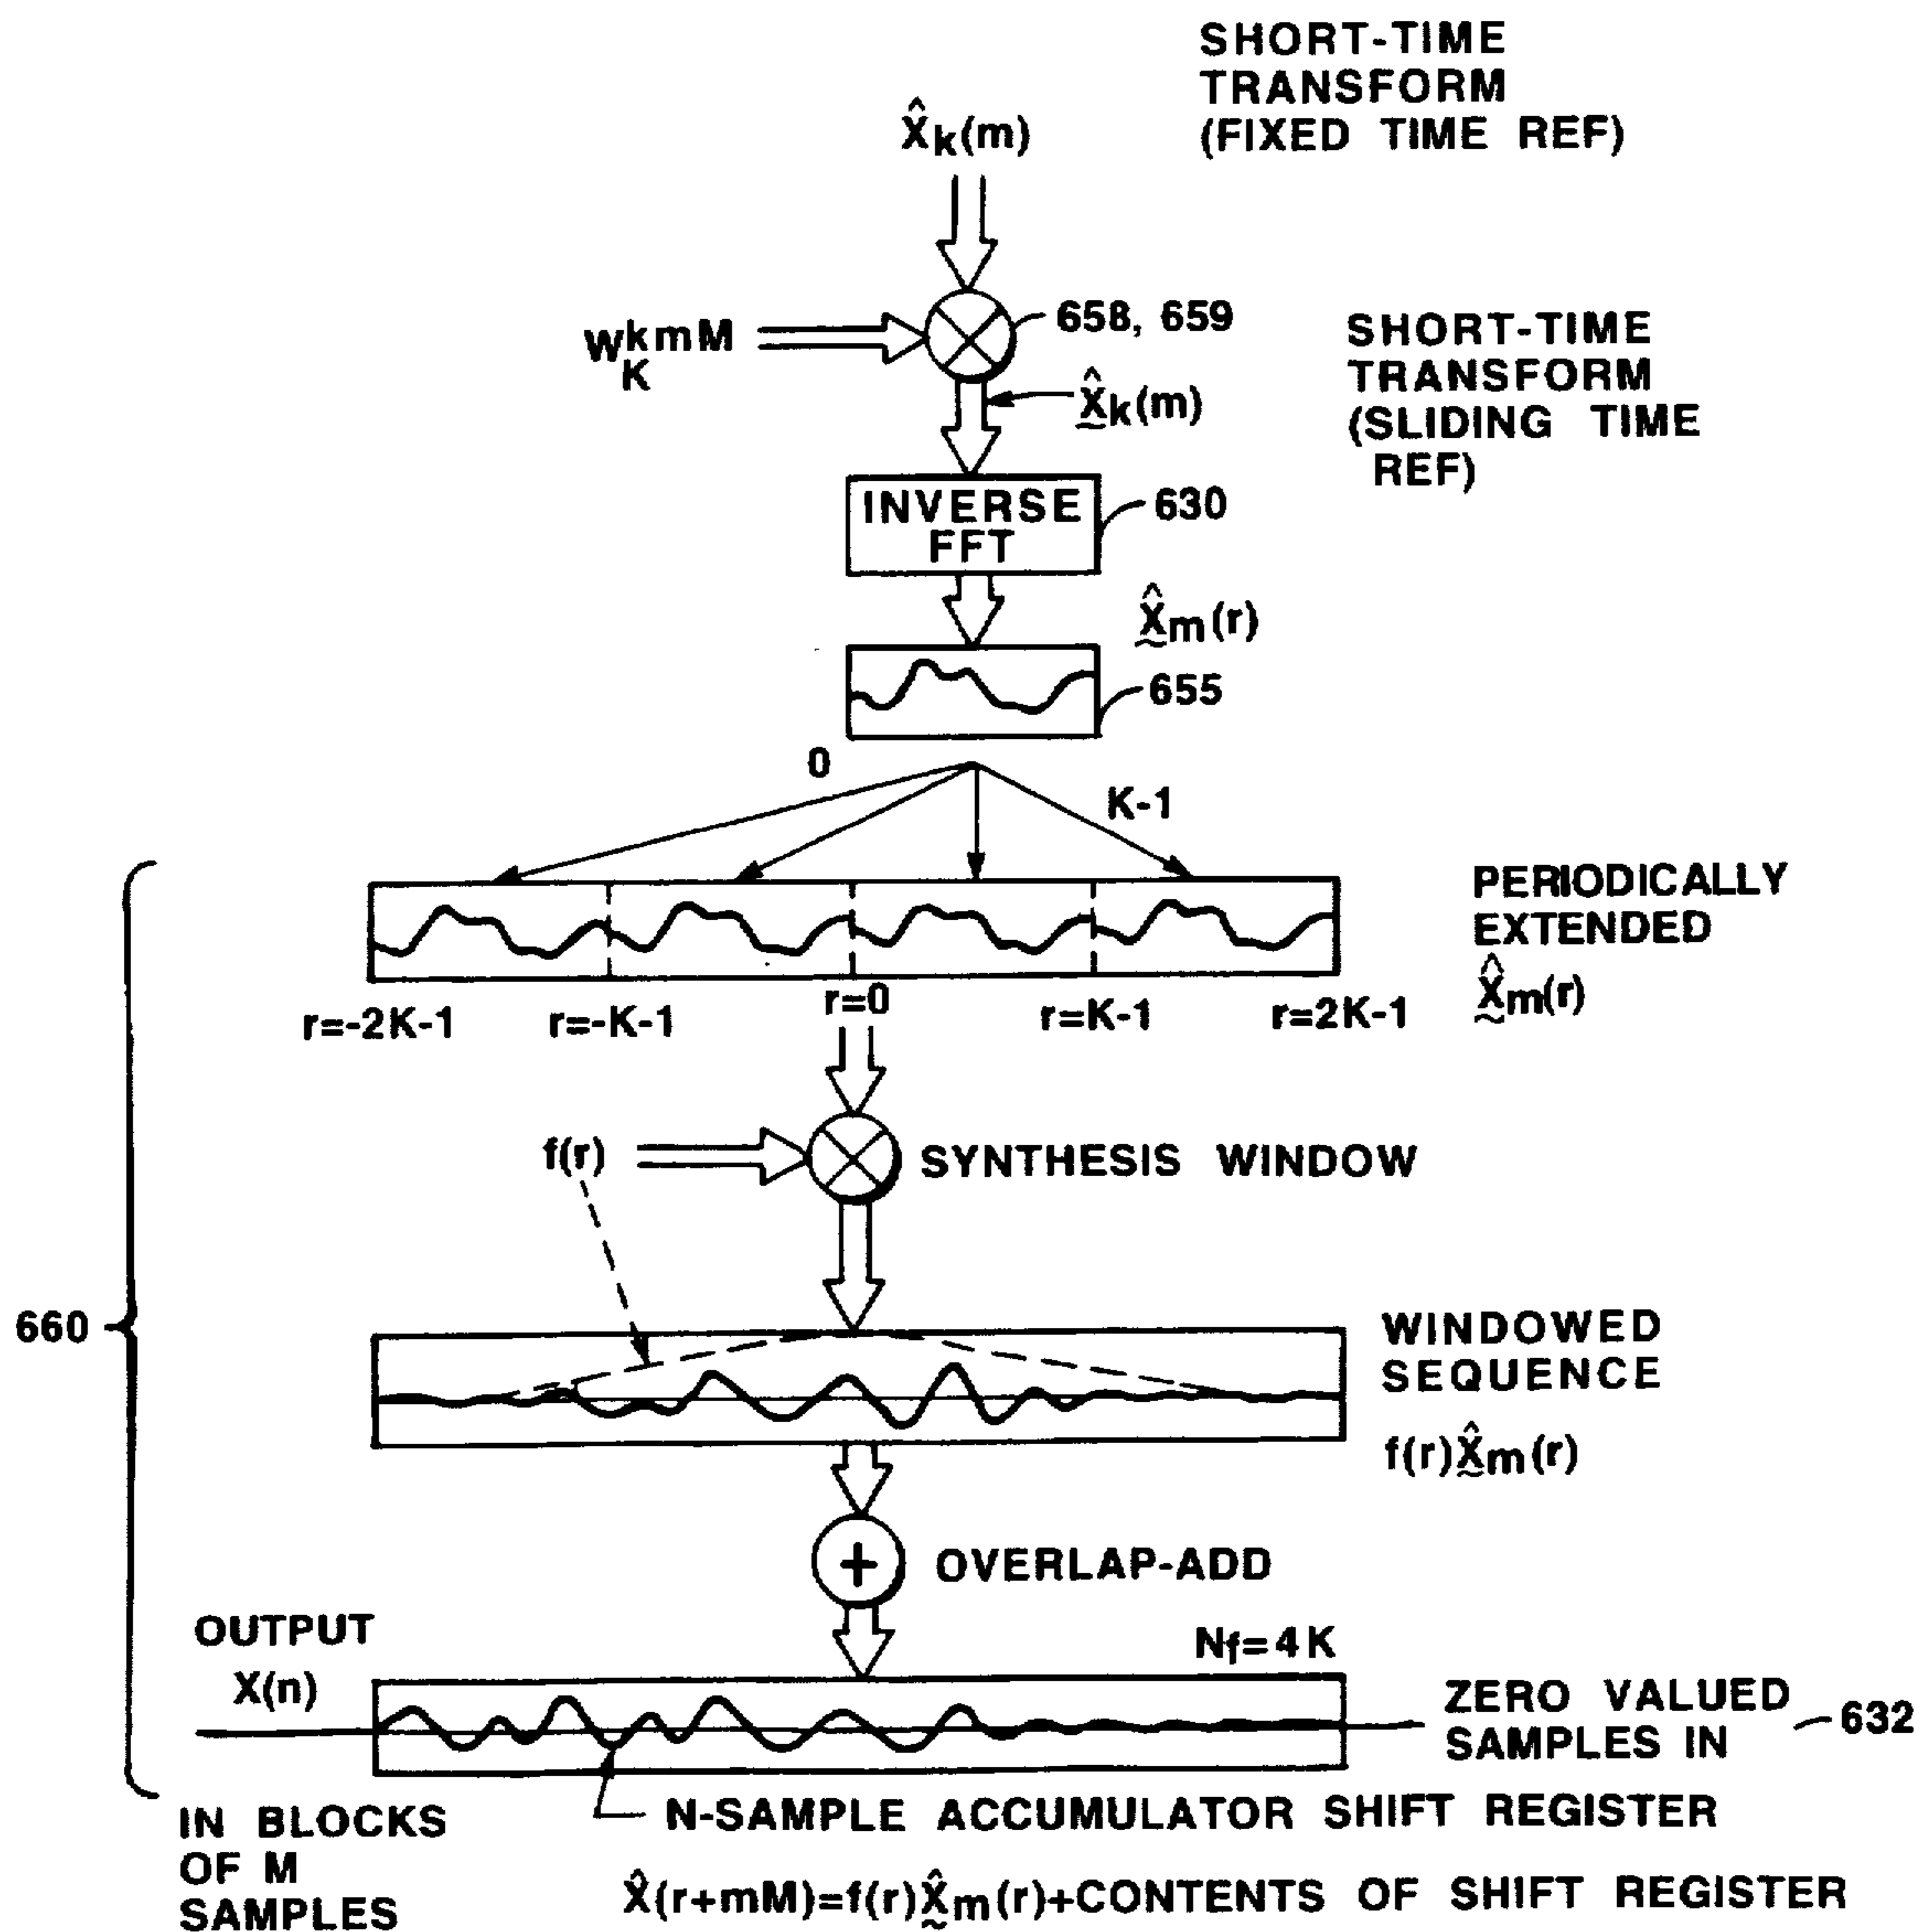 SHORT-TIME
TRANSFORM
(FIXED TIME REF)
X̂k(m)
W_K^kmM
658, 659
SHORT-TIME
TRANSFORM
(SLIDING TIME
REF)
X̰̂k(m)
INVERSE
FFT
630
X̰̂m(r)
655
0
K-1
PERIODICALLY
EXTENDED
X̰̂m(r)
r=-2K-1
r=-K-1
r=0
r=K-1
r=2K-1
f(r)
SYNTHESIS WINDOW
660
WINDOWED
SEQUENCE
f(r)X̰̂m(r)
+
OVERLAP-ADD
OUTPUT
X(n)
Nf=4K
ZERO VALUED
SAMPLES IN
632
IN BLOCKS
OF M
SAMPLES
N-SAMPLE ACCUMULATOR SHIFT REGISTER
X̂(r+mM)=f(r)X̰̂m(r)+CONTENTS OF SHIFT REGISTER